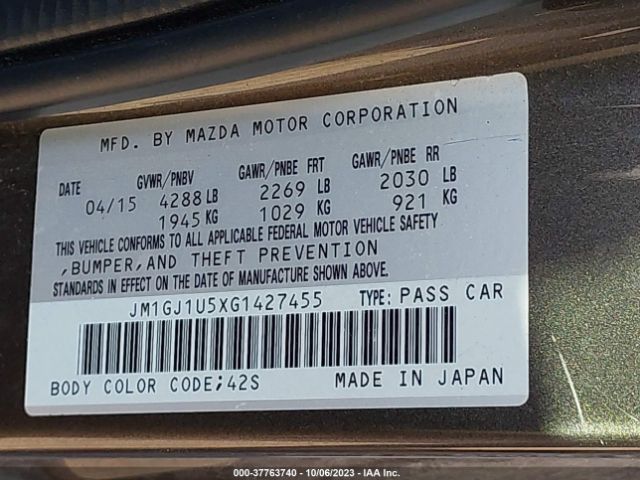 MFD. BY MAZDA MOTOR CORPORATION
DATE GVWR/PNBV GAWR/PNBE FRT GAWR/PNBE RR
04/15 4288 LB 2269 LB 2030 LB
1945 KG 1029 KG 921 KG
THIS VEHICLE CONFORMS TO ALL APPLICABLE FEDERAL MOTOR VEHICLE SAFETY
,BUMPER,AND THEFT PREVENTION
STANDARDS IN EFFECT ON THE DATE OF MANUFACTURE SHOWN ABOVE.
JM1GJ1U5XG1427455 TYPE: PASS CAR
BODY COLOR CODE;42S MADE IN JAPAN
00-37763740 - 10/06/2023 - IAA Inc.